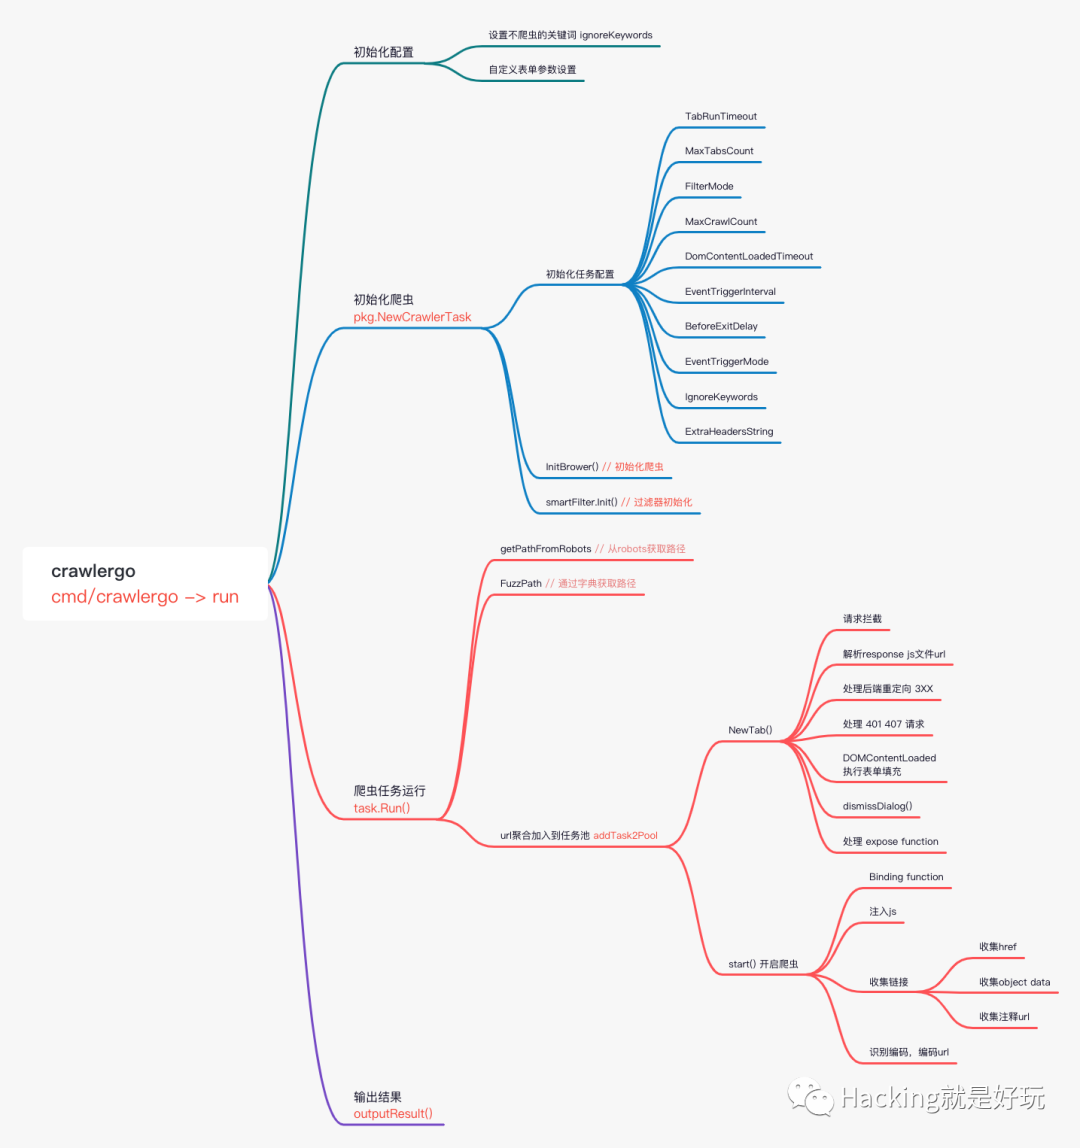 设置不爬虫的关键词 ignoreKeywords
初始化配置
自定义表单参数设置
TabRunTimeout
MaxTabsCount
FilterMode
MaxCrawlCount
DomContentLoadedTimeout
初始化任务配置
EventTriggerInterval
初始化爬虫
pkg.NewCrawlerTask
BeforeExitDelay
EventTriggerMode
IgnoreKeywords
ExtraHeadersString
InitBrower() // 初始化爬虫
smartFilter.Init() // 过滤器初始化
getPathFromRobots // 从robots获取路径
crawlergo
cmd/crawlergo -> run
FuzzPath // 通过字典获取路径
请求拦截
解析response js文件url
处理后端重定向 3XX
NewTab()
处理 401 407 请求
DOMContentLoaded
执行表单填充
爬虫任务运行
task.Run()
dismissDialog()
url聚合加入到任务池 addTask2Pool
处理 expose function
Binding function
注入js
收集href
start() 开启爬虫
收集链接
收集object data
收集注释url
识别编码，编码url
输出结果
outputResult()
Hacking就是好玩